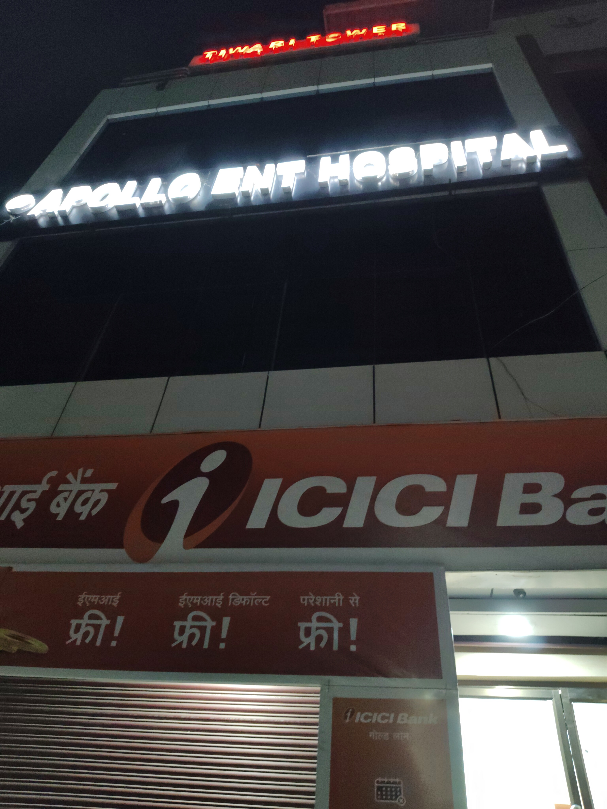 TIWARI TOWER
APOLLO ENT HOSPITAL
आई बैंक
ICICI Ba
ईएमआई
फ्री!
ईएमआई डिफॉल्ट
फ्री!
परेशानी से
फ्री!
ICICI Bank
गोल्ड लोन